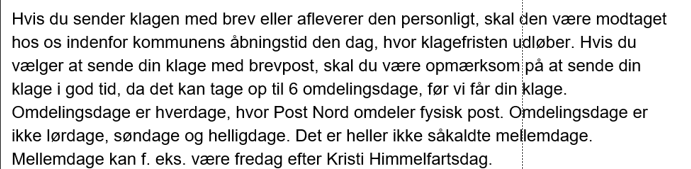 Hvis du sender klagen med brev eller afleverer den personligt, skal den være modtaget
hos os indenfor kommunens åbningstid den dag, hvor klagefristen udløber. Hvis du
vælger at sende din klage med brevpost, skal du være opmærksom på at sende din
klage i god tid, da det kan tage op til 6 omdelingsdage, før vi får din klage.
Omdelingsdage er hverdage, hvor Post Nord omdeler fysisk post. Omdelingsdage er
ikke lørdage, søndage og helligdage. Det er heller ikke såkaldte mellemdage.
Mellemdage kan f. eks. være fredag efter Kristi Himmelfartsdag.